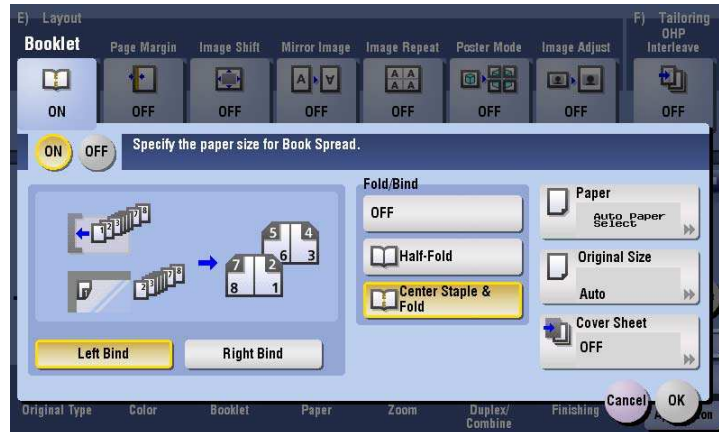 E) Layout
F) Tailoring
Booklet
Page Margin
Image Shift
Mirror Image
Image Repeat
Poster Mode
Image Adjust
OHP
Interleave
ON
OFF
OFF
OFF
OFF
OFF
OFF
OFF
ON
OFF
Specify the paper size for Book Spread.
Fold/Bind
OFF
Half-Fold
Center Staple &
Fold
Left Bind
Right Bind
Paper
Auto Paper
Select
Original Size
Auto
Cover Sheet
OFF
Cancel
OK
Original Type
Color
Booklet
Paper
Zoom
Duplex/
Combine
Finishing